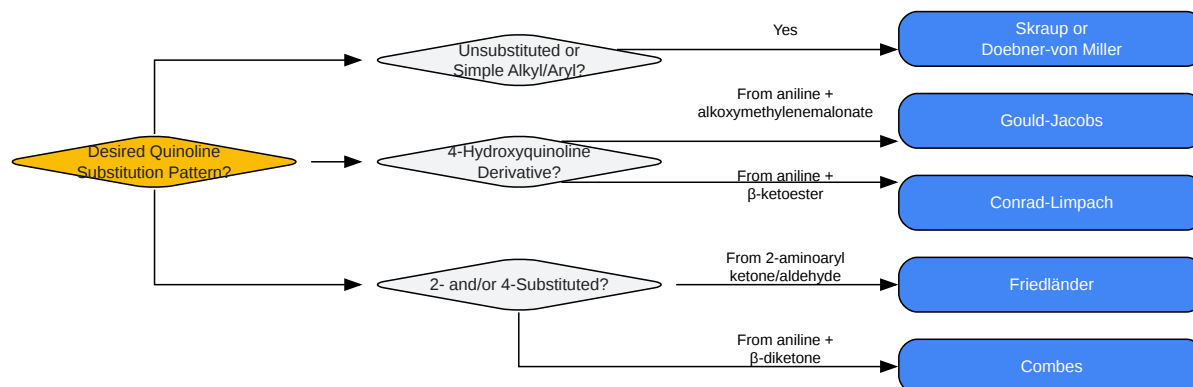 Unsubstituted or
Simple Alkyl/Aryl?
Yes
Skraup or
Doebner-von Miller
From aniline +
alkoxymethylenemalonate
Gould-Jacobs
Desired Quinoline
Substitution Pattern?
4-Hydroxyquinoline
Derivative?
From aniline +
β-ketoester
Conrad-Limpach
2- and/or 4-Substituted?
From 2-aminoaryl
ketone/aldehyde
Friedländer
From aniline +
β-diketone
Combes